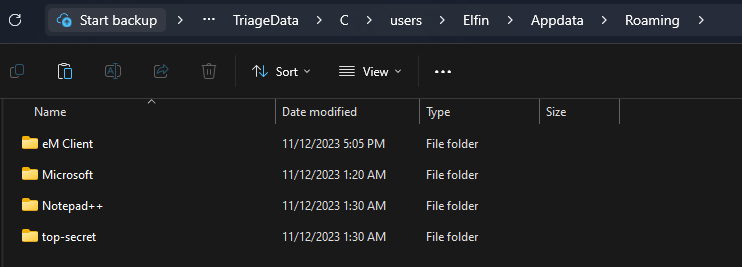 Start backup > ... TriageData > C > users > Elfin > Appdata > Roaming >
Sort View ...
Name Date modified Type Size
eM Client 11/12/2023 5:05 PM File folder
Microsoft 11/12/2023 1:20 AM File folder
Notepad++ 11/12/2023 1:30 AM File folder
top-secret 11/12/2023 1:30 AM File folder